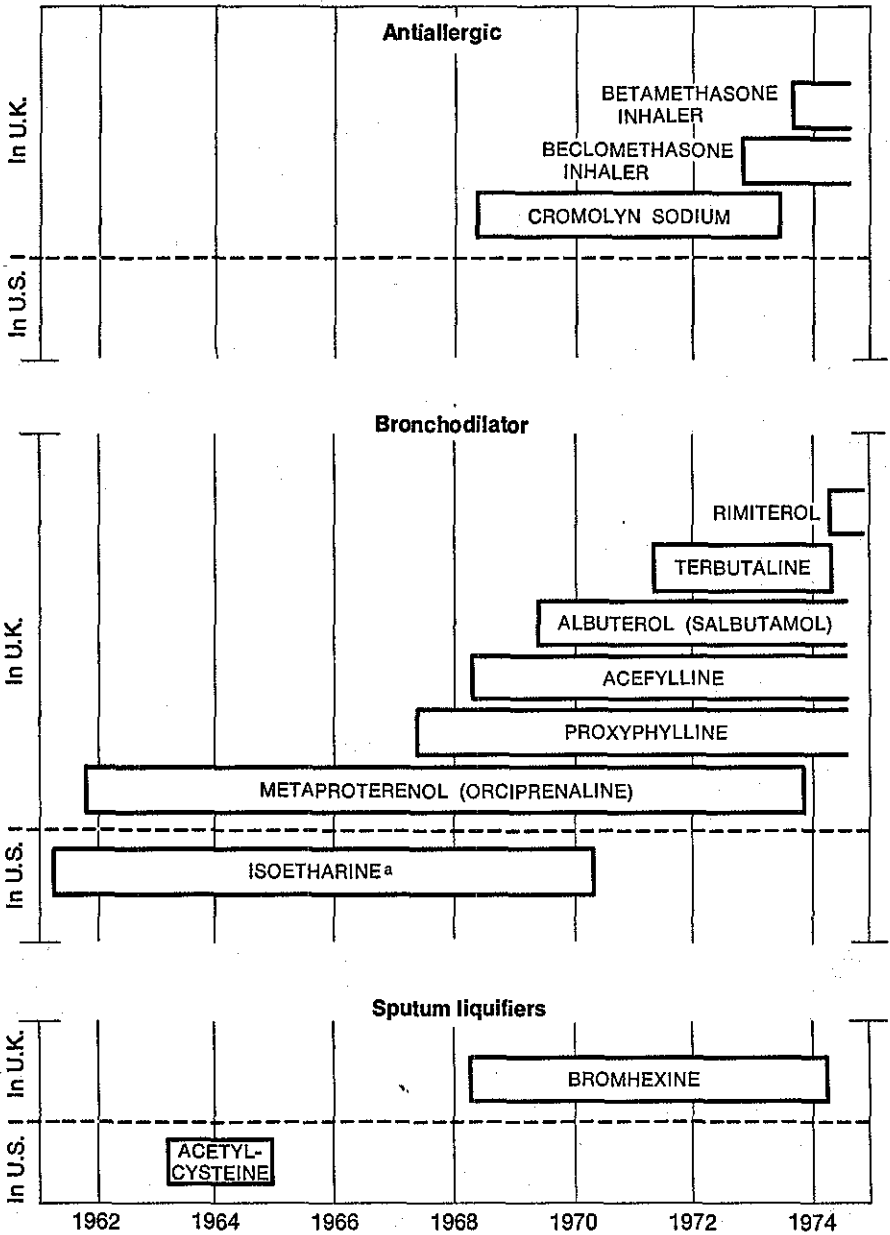 Antiallergic
In U.K.
BETAMETHASONE
INHALER
BECLOMETHASONE
INHALER
CROMOLYN SODIUM
In U.S.
Bronchodilator
In U.K.
RIMITEROL
TERBUTALINE
ALBUTEROL (SALBUTAMOL)
ACEFYLLINE
PROXYPHYLLINE
METAPROTERENOL (ORCIPRENALINE)
In U.S.
ISOETHARINE a
Sputum liquifiers
In U.K.
BROMHEXINE
In U.S.
ACETYL-
CYSTEINE
1962 1964 1966 1968 1970 1972 1974